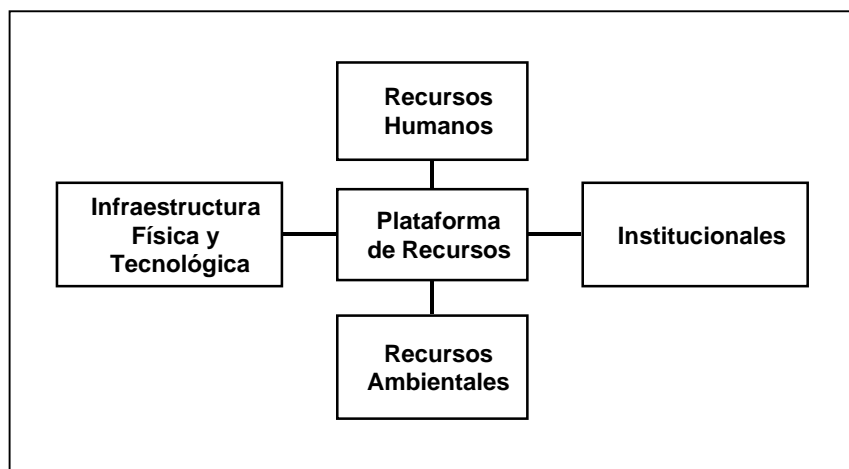 Recursos
Humanos
Infraestructura
Física y
Tecnológica
Plataforma
de Recursos
Institucionales
Recursos
Ambientales